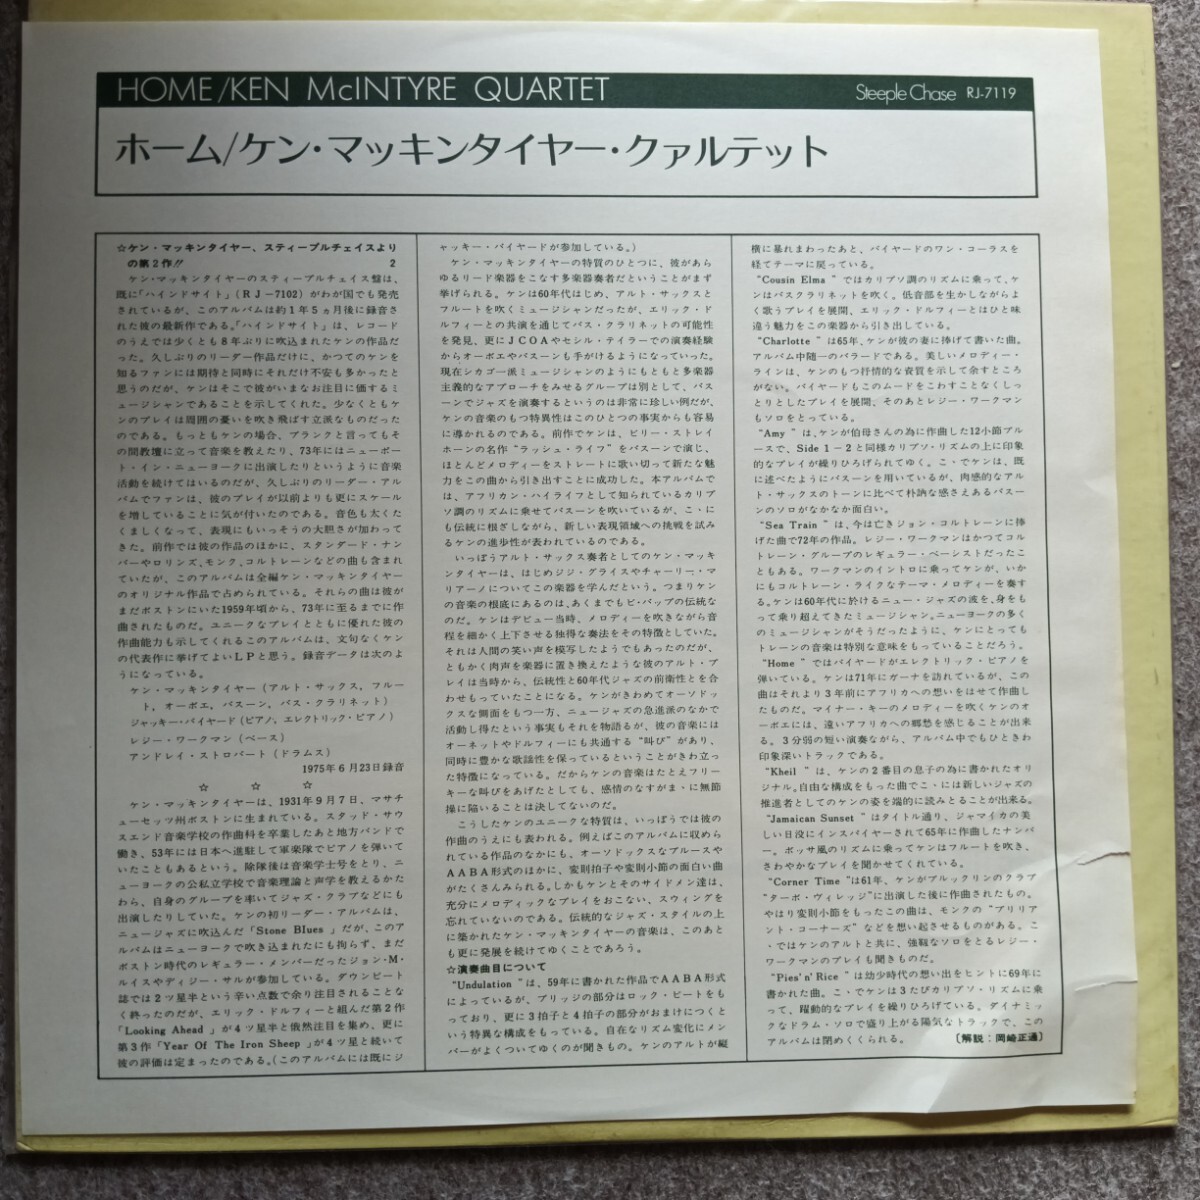 HOME/KEN McINTYRE QUARTET
Steeple Chase RJ-7119
ホーム/ケン・マッキンタイヤー・クァルテット
☆ケン・マッキンタイヤー、スティープルチェイスより
の第2作!! 2
ケン・マッキンタイヤーのスティープルチェイス盤は、
既に「ハインドサイト」(RJ-7102)がわが国でも発売
されているが、このアルバムは約1年5ヵ月後に録音さ
れた彼の最新作である。「ハインドサイト」は、レコード
のうえでは少くとも8年ぶりに吹込まれたケンの作品だ
った。久しぶりのリーダー作品だけに、かつてのケンを
知るファンには期待と同時にそれだけ不安も多かったと
思うのだが、ケンはそこで彼がいまなお注目に価するミ
ュージシャンであることを示してくれた。少なくともケ
ンのプレイは周囲の憂いを吹き飛ばす立派なものだった
のである。もっともケンの場合、ブランクと言ってもそ
の間教壇に立って音楽を教えたり、73年にはニューポー
ト・イン・ニューヨークに出演したりというように音楽
活動を続けてはいるのだが、久しぶりのリーダー・アル
バムでファンは、彼のプレイが以前よりも更にスケール
を増していることに気が付いたのである。音色も太くた
くましくなって、表現にもいっそうの大胆さが加わって
きた。前作では彼の作品のほかに、スタンダード・ナン
バーやロリンズ、モンク、コルトレーンなどの曲も含まれ
ていたが、このアルバムは全編ケン・マッキンタイヤー
のオリジナル作品で占められている。それらの曲は彼が
まだボストンにいた1959年頃から、73年に至るまでに作
曲されたものだ。ユニークなプレイとともに優れた彼の
作曲能力も示してくれるこのアルバムは、文句なくケン
の代表作に挙げてよいLPと思う。録音データは次のよ
うになっている。
ケン・マッキンタイヤー(アルト・サックス, フルー
ト, オーボエ, バスーン, バス・クラリネット)
ジャッキー・バイヤード(ピアノ, エレクトリック・ピアノ)
レジー・ワークマン(ベース)
アンドレイ・ストロバート(ドラムス)
1975年6月23日録音
☆ ☆ ☆
ケン・マッキンタイヤーは、1931年9月7日、マサチ
ューセッツ州ボストンに生まれている。スタッド・サウ
スエンド音楽学校の作曲科を卒業したあと地方バンドで
働き、53年には日本へ進駐して軍楽隊でピアノを弾いて
いたこともあるという。除隊後は音楽学士号をとり、ニ
ューヨークの公私立学校で音楽理論と声学を教えるかた
わら、自身のグループを率いてジャズ・クラブなどにも
出演したりしていた。ケンの初リーダー・アルバムは、
ニュージャズに吹込んだ「Stone Blues」だが、このア
ルバムはニューヨークで吹き込まれたにも拘らず、まだ
ボストン時代のレギュラー・メンバーだったジョン・M・
ルイスやディジー・サルが参加している。ダウンビート
誌では2ツ星半という辛い点数で余り注目されることな
く終ったのだが、エリック・ドルフィーと組んだ第2作
「Looking Ahead」が4ツ星半と俄然注目を集め、更に
第3作「Year Of The Iron Sheep」が4ツ星と続いて
彼の評価は定まったのである。(このアルバムには既にジ
ャッキー・バイヤードが参加している。)
ケン・マッキンタイヤーの特質のひとつに、彼があら
ゆるリード楽器をこなす多楽器奏者だということがまず
挙げられる。ケンは60年代はじめ、アルト・サックスと
フルートを吹くミュージシャンだったが、エリック・ド
ルフィーとの共演を通じてバス・クラリネットの可能性
を発見、更にJCOAやセシル・テイラーでの演奏経験
からオーボエやバスーンも手がけるようになっていった。
現在シカゴ一派ミュージシャンのようにもともと多楽器
主義的なアプローチをみせるグループは別として、バス
ーンでジャズを演奏するというのは非常に珍しい例だが、
ケンの音楽のもつ特異性はこのひとつの事実からも容易
に導かれるのである。前作でケンは、ビリー・ストレイ
ホーンの名作“ラッシュ・ライフ”をバスーンで演じ、
ほとんどメロディーをストレートに歌い切って新たな魅
力をこの曲から引き出すことに成功した。本アルバムで
は、アフリカン・ハイライフとして知られているカリプ
ソ調のリズムに乗せてバスーンを吹いているが、こゝに
も伝統に根ざしながら、新しい表現領域への挑戦を試み
るケンの進歩性が表われているのである。
いっぽうアルト・サックス奏者としてのケン・マッキ
ンタイヤーは、はじめジジ・グライスやチャーリー・マ
リアーノについてこの楽器を学んだという。つまりケン
の音楽の根底にあるのは、あくまでもビ・バップの伝統な
のだ。ケンはデビュー当時、メロディーを吹きながら音
程を細かく上下させる独得な奏法をその特徴としていた。
それは人間の笑い声を模写したようでもあったのだが、
ともかく肉声を楽器に置き換えたような彼のアルト・プ
レイは当時から、伝統性と60年代ジャズの前衛性とを合
わせもっていたことになる。ケンがきわめてオーソドッ
クスな側面をもつ一方、ニュージャズの急進派のなかで
活動し得たという事実もそれを物語るが、彼の音楽には
オーネットやドルフィーにも共通する“叫び”があり、
同時に豊かな歌謡性を保っているということがきわ立っ
た特徴になっている。だからケンの音楽はたとえフリー
キーな叫びをあげたとしても、感情のなすがまゝに無節
操に陥いることは決してないのだ。
こうしたケンのユニークな特質は、いっぽうでは彼の
作曲のうえにも表われる。例えばこのアルバムに収めら
れている作品のなかにも、オーソドックスなブルースや
AABA形式のほかに、変則拍子や変則小節の面白い曲
がたくさんみられる。しかもケンとそのサイドメン達は、
充分にメロディックなプレイをおこない、スウィングを
忘れていないのである。伝統的なジャズ・スタイルの上
に築かれたケン・マッキンタイヤーの音楽は、このあと
も更に発展を続けてゆくことであろう。
☆演奏曲目について
“Undulation”は、59年に書かれた作品でAABA形式
によっているが、ブリッジの部分はロック・ビートをもっ
ており、更に3拍子と4拍子の部分がおまけにつくと
いう特異な構成をもっている。自在なリズム変化にメン
バーがよくついてゆくのが聞きもの。ケンのアルトが縦
横に暴れまわったあと、バイヤードのワン・コーラスを
経てテーマに戻っている。
“Cousin Elma”ではカリプソ調のリズムに乗って、ケ
ンはバスクラリネットを吹く。低音部を生かしながらよ
く歌うプレイを展開、エリック・ドルフィーとはひと味
違う魅力をこの楽器から引き出している。
“Charlotte”は65年、ケンが彼の妻に捧げて書いた曲。
アルバム中随一のバラードである。美しいメロディー・
ラインは、ケンのもつ抒情的な資質を示して余すところ
がない。バイヤードもこのムードをこわすことなくしっ
とりとしたプレイを展開、そのあとレジー・ワークマン
もソロをとっている。
“Amy”は、ケンが伯母さんの為に作曲した12小節ブル
ースで、Side 1-2と同様カリプソ・リズムの上に印象
的なプレイが繰りひろげられてゆく。こゝでケンは、既
に述べたようにバスーンを用いているが、肉感的なアル
ト・サックスのトーンに比べて朴訥な感さえあるバスー
ンのソロがなかなか面白い。
“Sea Train”は、今は亡きジョン・コルトレーンに捧
げた曲で72年の作品。レジー・ワークマンはかつてコル
トレーン・グループのレギュラー・ベーシストだったこ
ともある。ワークマンのイントロに乗ってケンが、いか
にもコルトレーン・ライクなテーマ・メロディーを奏す
る。ケンは60年代に於けるニュー・ジャズの波を、身をも
って乗り超えてきたミュージシャン。ニューヨークの多く
のミュージシャンがそうだったように、ケンにとっても
トレーンの音楽は特別な意味をもっていることだろう。
“Home”ではバイヤードがエレクトリック・ピアノを
弾いている。ケンは71年にガーナを訪れているが、この
曲はそれより3年前にアフリカへの想いをはせて作曲し
たものだ。マイナー・キーのメロディーを吹くケンのオ
ーボエには、遠いアフリカへの郷愁を感じることが出来
る。3分弱の短い演奏ながら、アルバム中でもひときわ
印象深いトラックである。
“Kheil”は、ケンの2番目の息子の為に書かれたオリ
ジナル。自由な構成をもった曲でこゝには新しいジャズの
推進者としてのケンの姿を端的に読みとることが出来る。
“Jamaican Sunset”はタイトル通り、ジャマイカの美
しい日没にインスパイヤーされて65年に作曲したナンバ
ー。ボッサ風のリズムに乗ってケンはフルートを吹き、
さわやかなプレイを聞かせてくれている。
“Corner Time”は61年、ケンがブルックリンのクラブ
“ターボ・ヴィレッジ”に出演した後に作曲されたもの。
やはり変則小節をもったこの曲は、モンクの“ブリリア
ント・コーナーズ”などを想い起させるものがある。こ
ゝではケンのアルトと共に、強靱なソロをとるレジー・
ワークマンのプレイも聞きものだ。
“Pies'n' Rice”は幼少時代の想い出をヒントに69年に
書かれた曲。こゝでケンは3たびカリプソ・リズムに乗
って、躍動的なプレイを繰りひろげている。ダイナミッ
クなドラム・ソロで盛り上がる陽気なトラックで、この
アルバムは閉めくくられる。 〔解説:岡崎正通〕